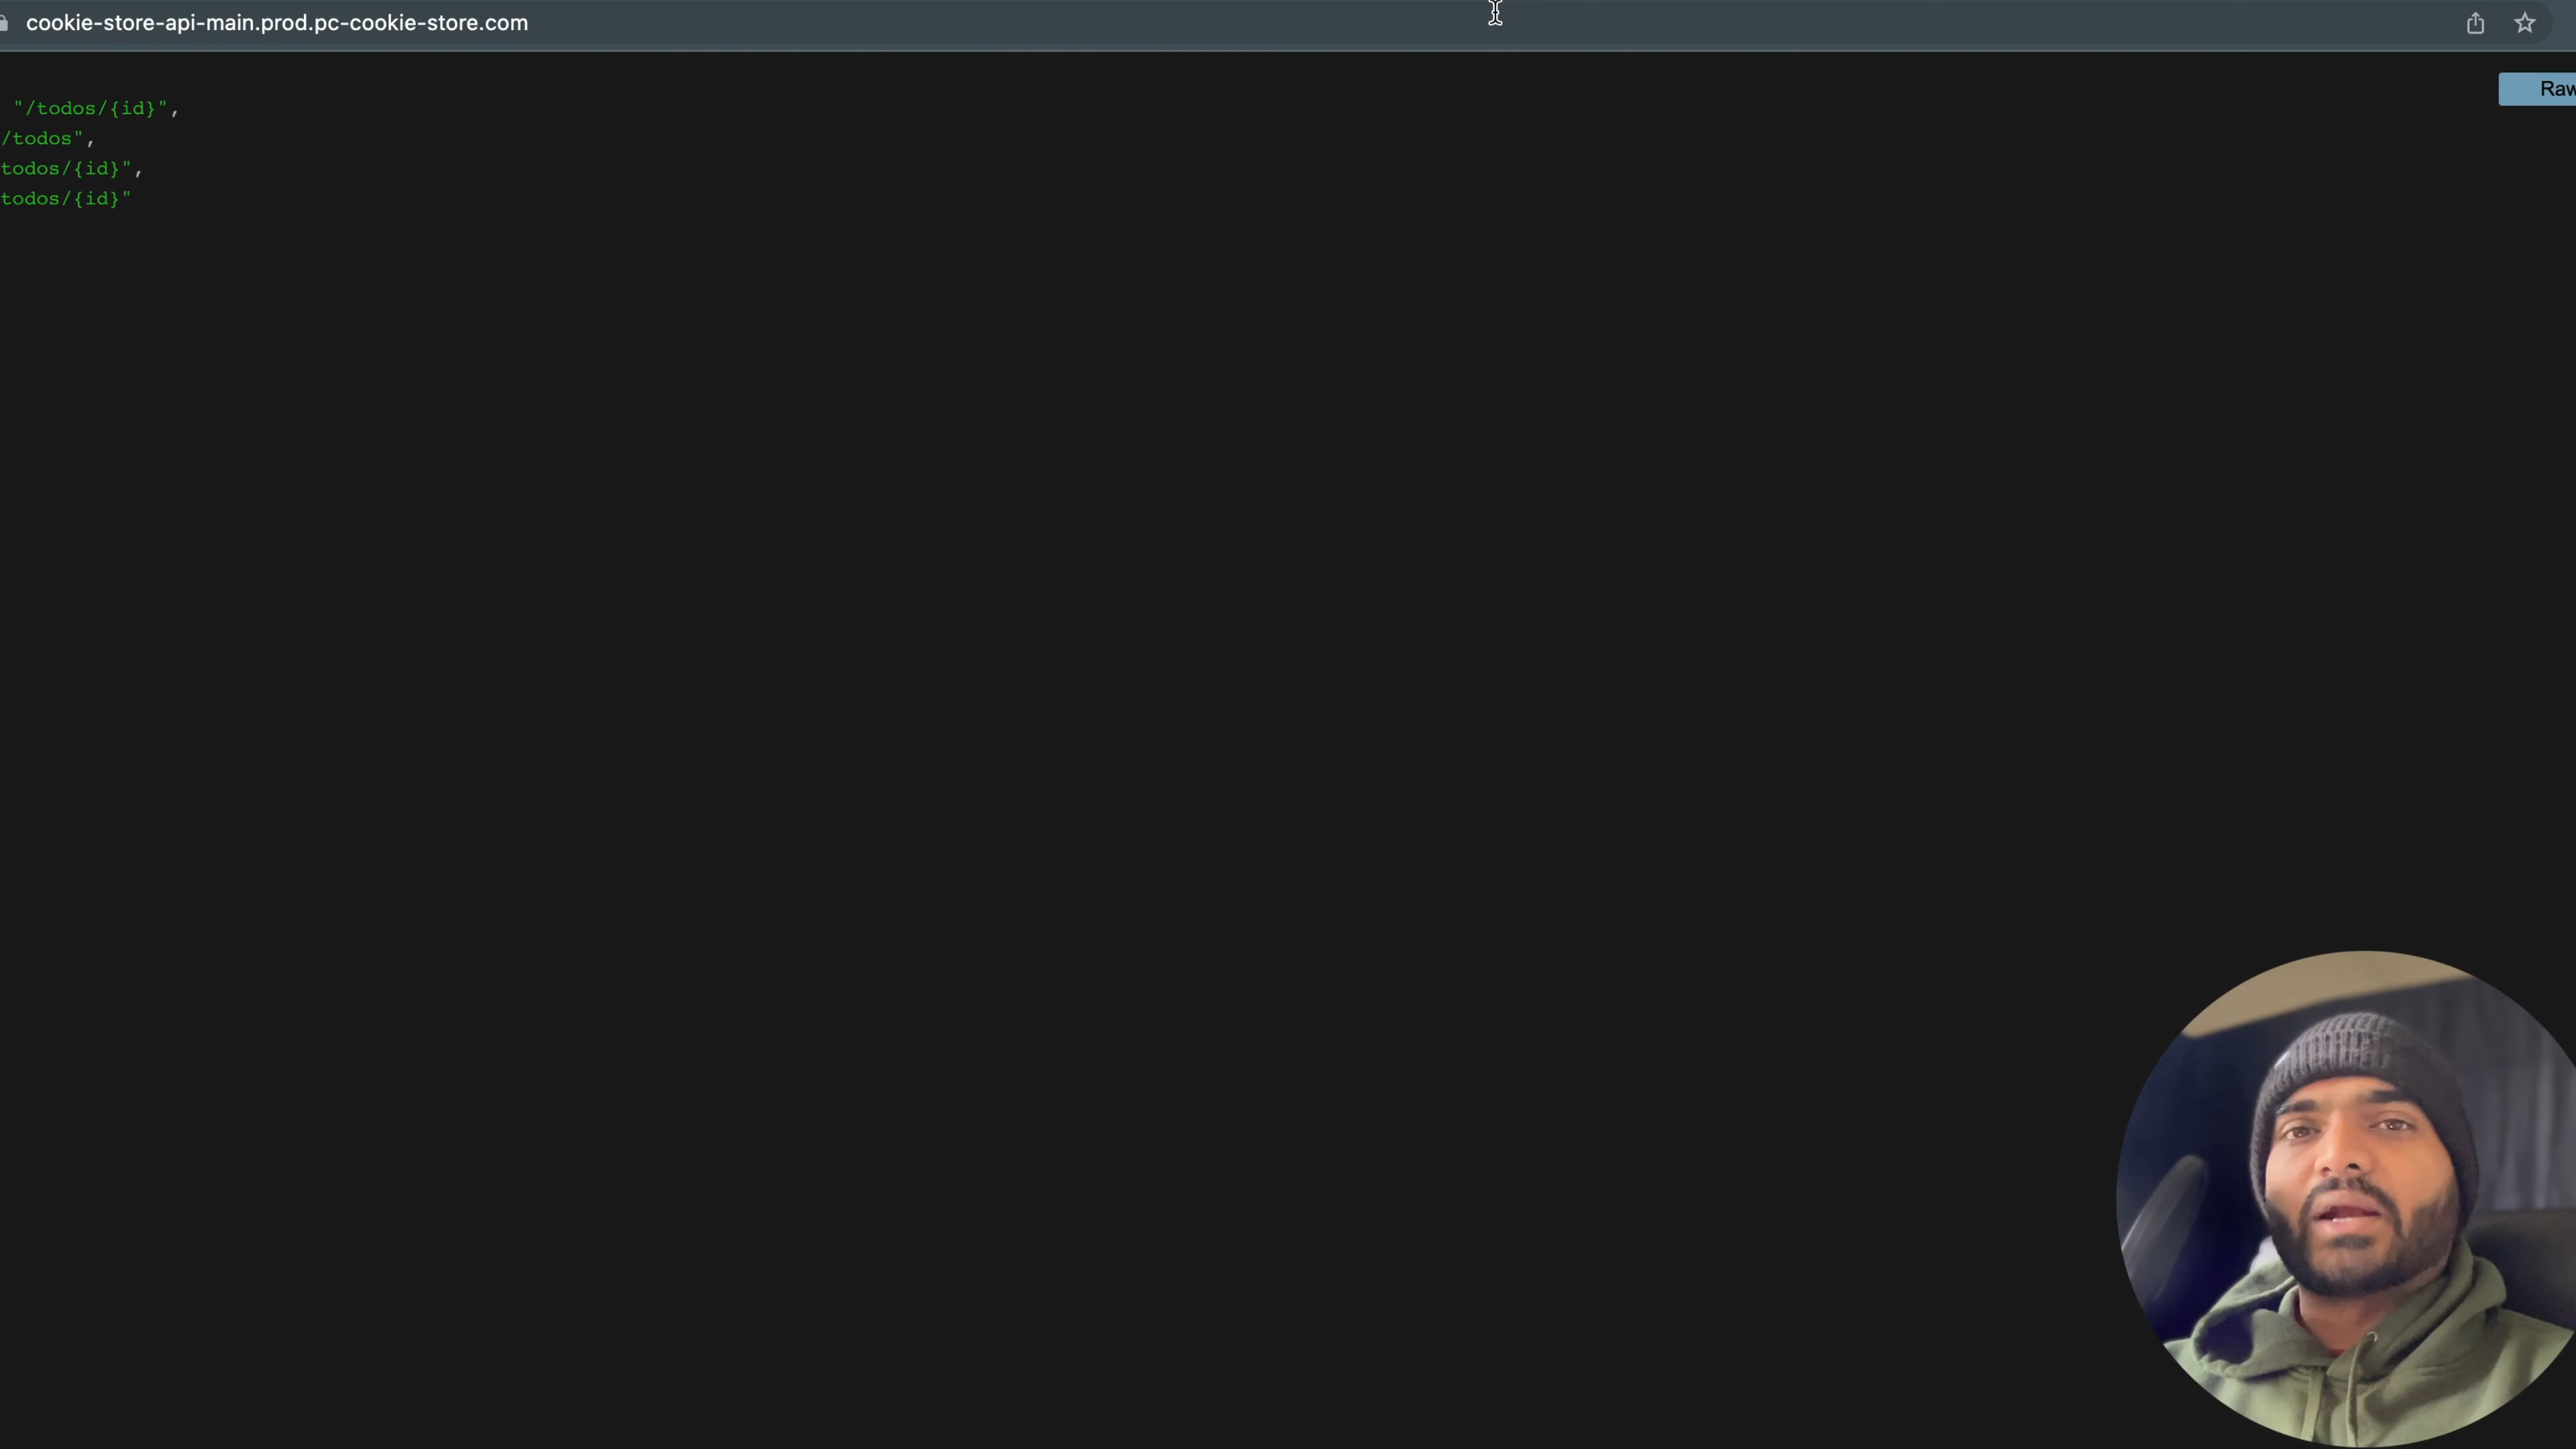 cookie-store-api-main.prod.pc-cookie-store.com
Raw
"/todos/{id}",
/todos",
todos/{id}",
todos/{id}"